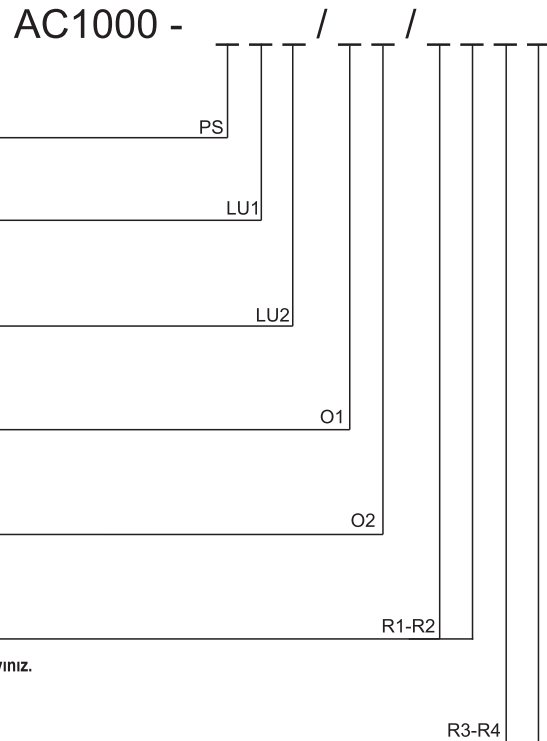 AC1000 - _ _ _ / _ _ / _ _ _ _
PS
LU1
LU2
O1
O2
R1-R2
R3-R4